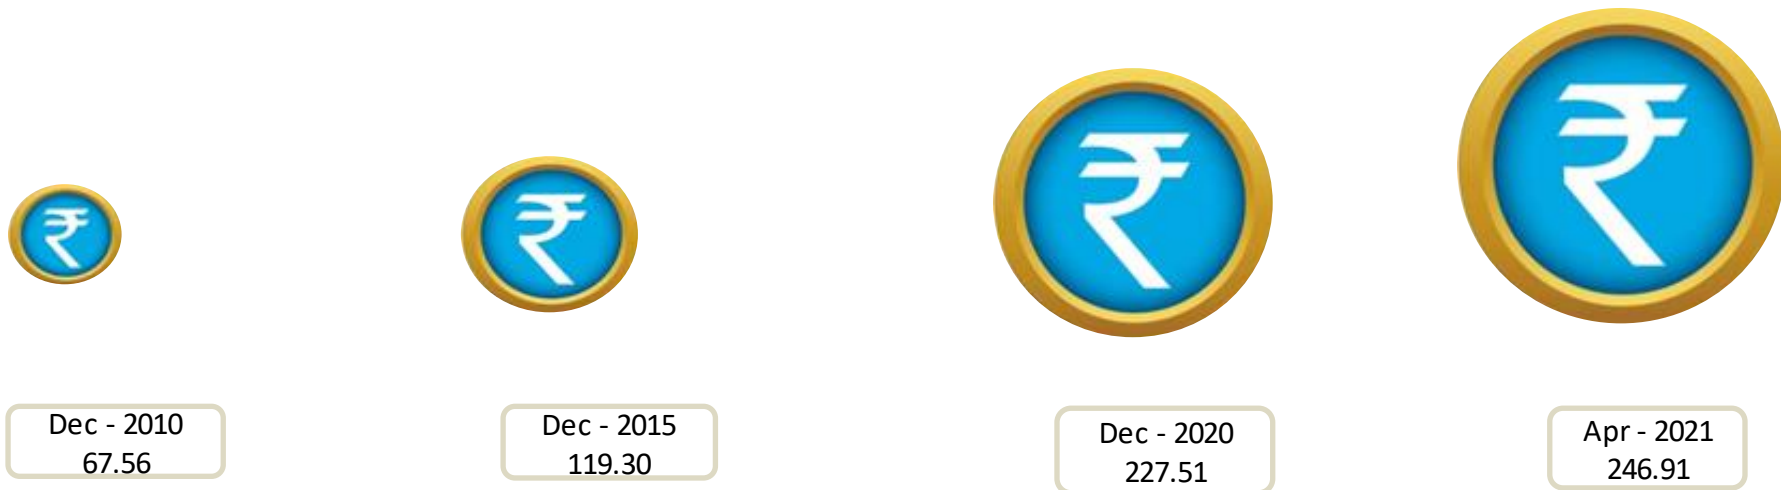 ₹
₹
₹
₹
Dec - 2010
67.56
Dec - 2015
119.30
Dec - 2020
227.51
Apr - 2021
246.91